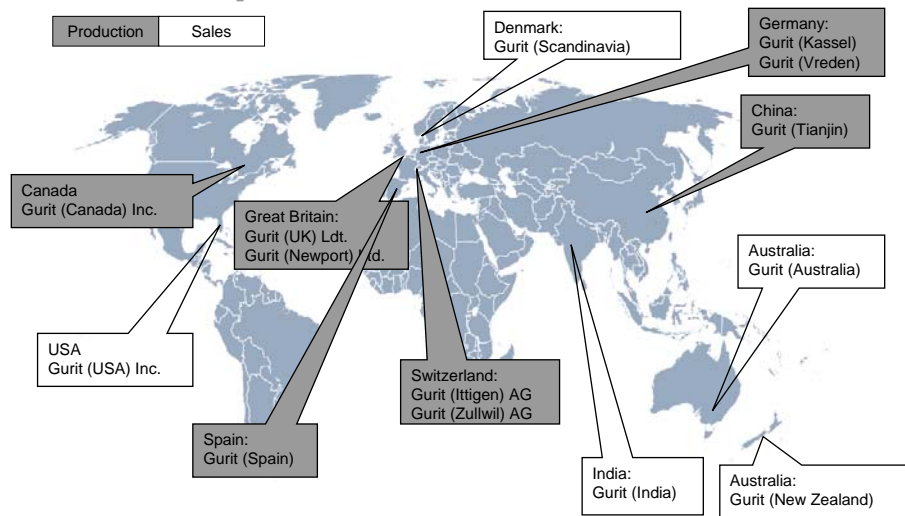 Production
Sales
Denmark:
Gurit (Scandinavia)
Germany:
Gurit (Kassel)
Gurit (Vreden)
China:
Gurit (Tianjin)
Canada
Gurit (Canada) Inc.
Great Britain:
Gurit (UK) Ldt.
Gurit (Newport) Ltd.
Australia:
Gurit (Australia)
USA
Gurit (USA) Inc.
Switzerland:
Gurit (Ittigen) AG
Gurit (Zullwil) AG
Spain:
Gurit (Spain)
India:
Gurit (India)
Australia:
Gurit (New Zealand)